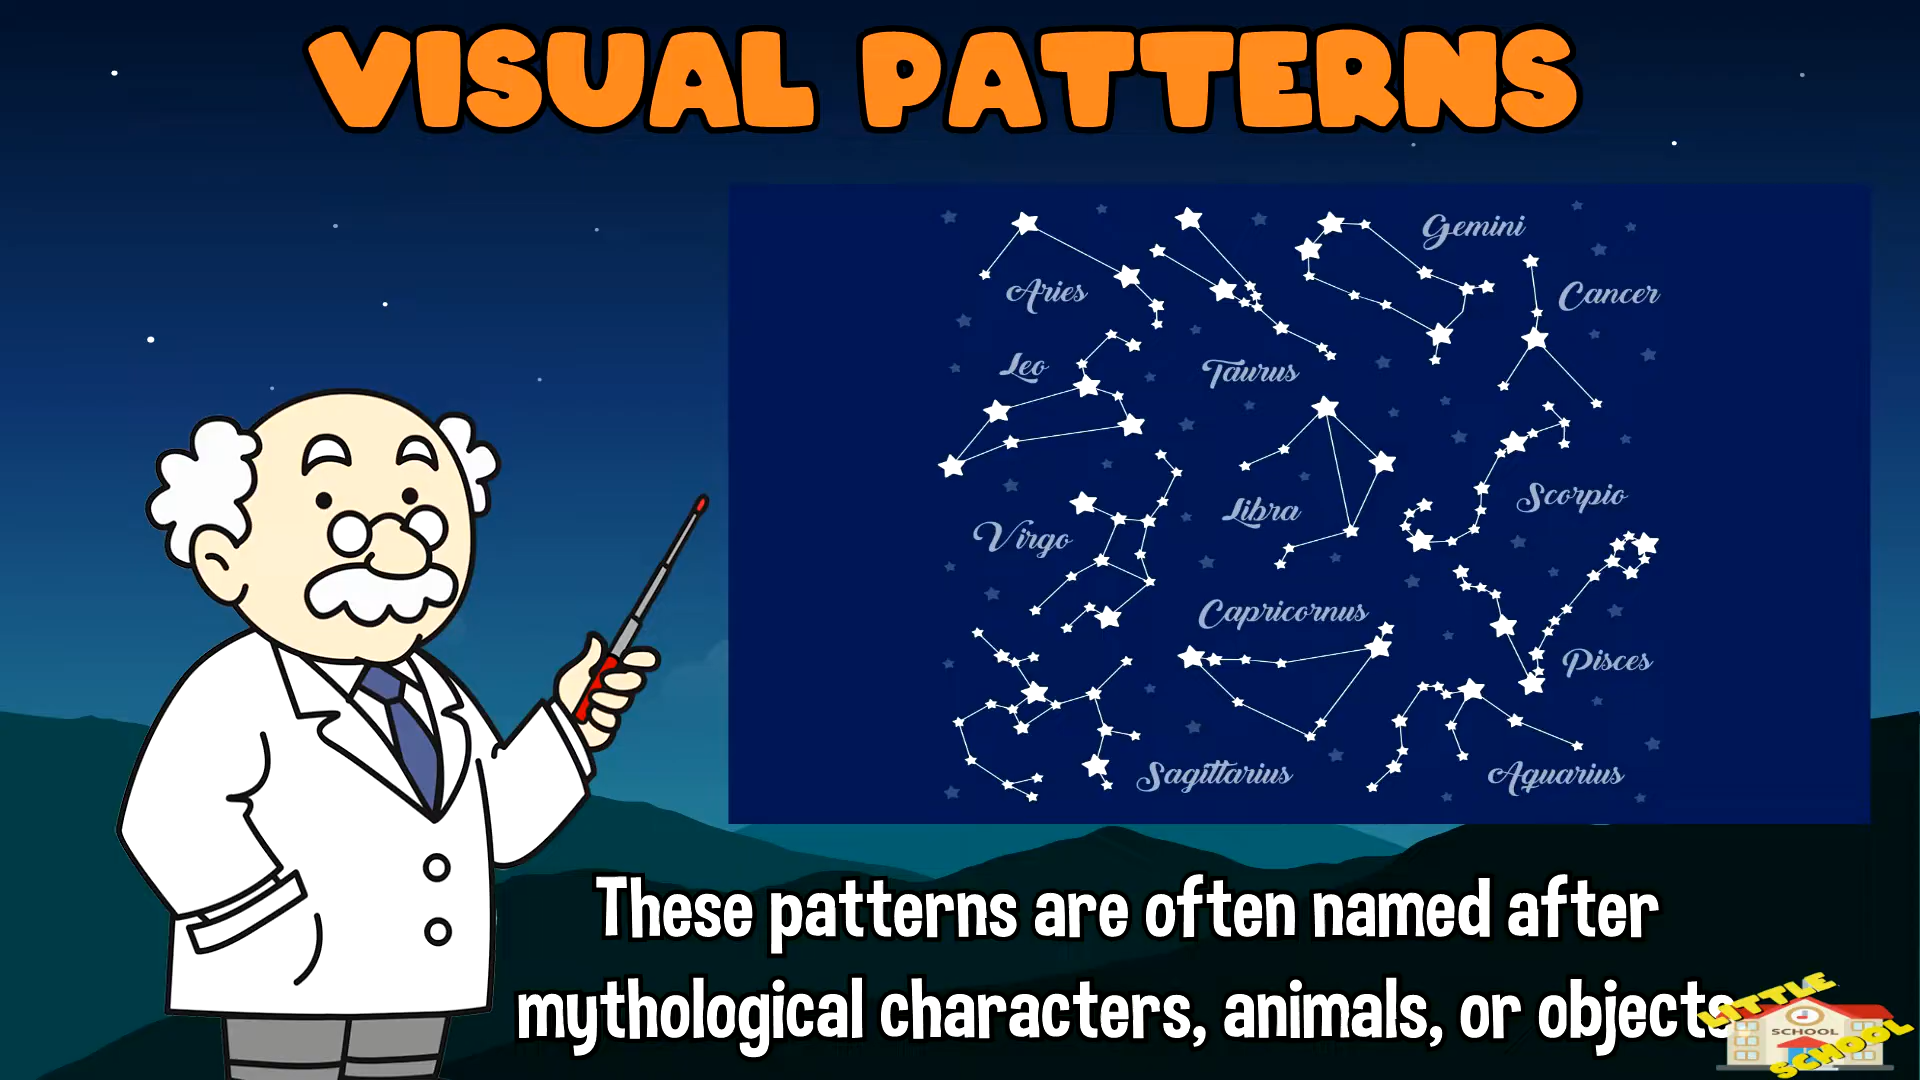 VISUAL PATTERNS
Gemini
Aries
Cancer
Leo
Taurus
Scorpio
Libra
Virgo
Capricornus
Pisces
Sagittarius
Aquarius
These patterns are often named after
mythological characters, animals, or objects
LITTLE
SCHOOL
SCHOOL